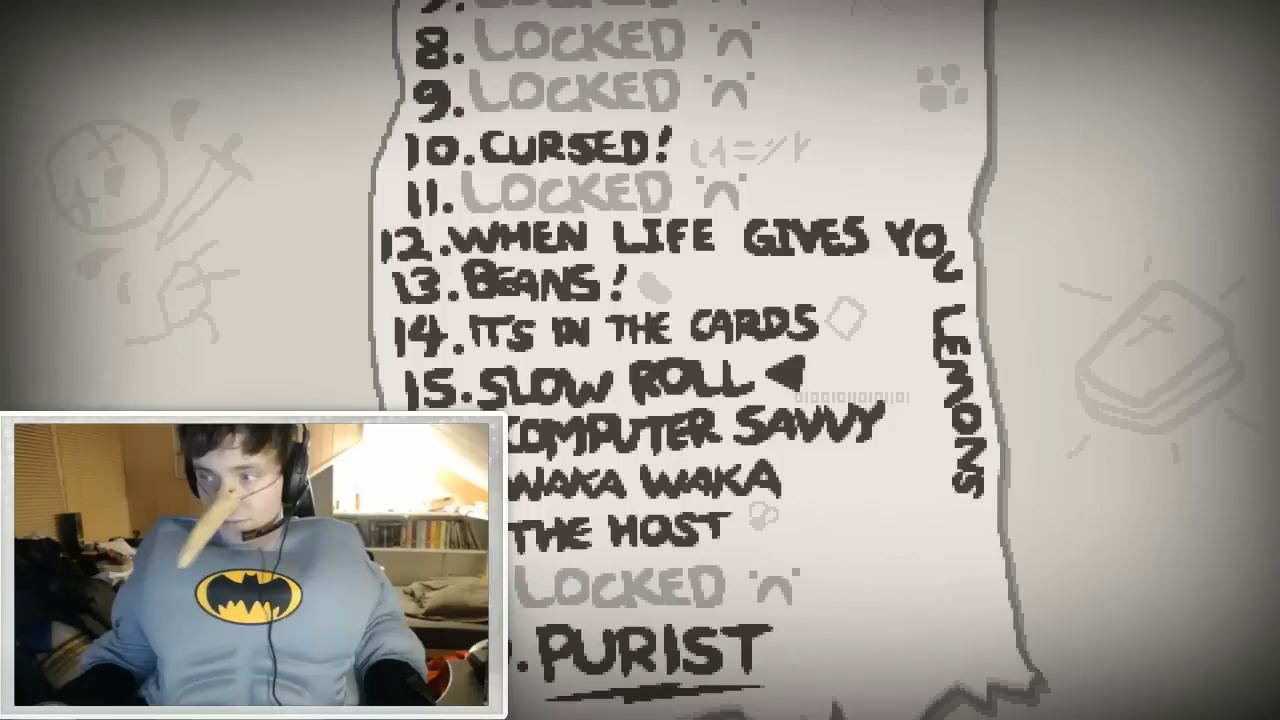 8. LOCKED
9. LOCKED
10. CURSED!
11. LOCKED
12. WHEN LIFE GIVES YOU LEMONS
13. BEANS!
14. IT'S IN THE CARDS
15. SLOW ROLL
01001011011101
COMPUTER SAVVY
WAKA WAKA
THE HOST
LOCKED
. PURIST